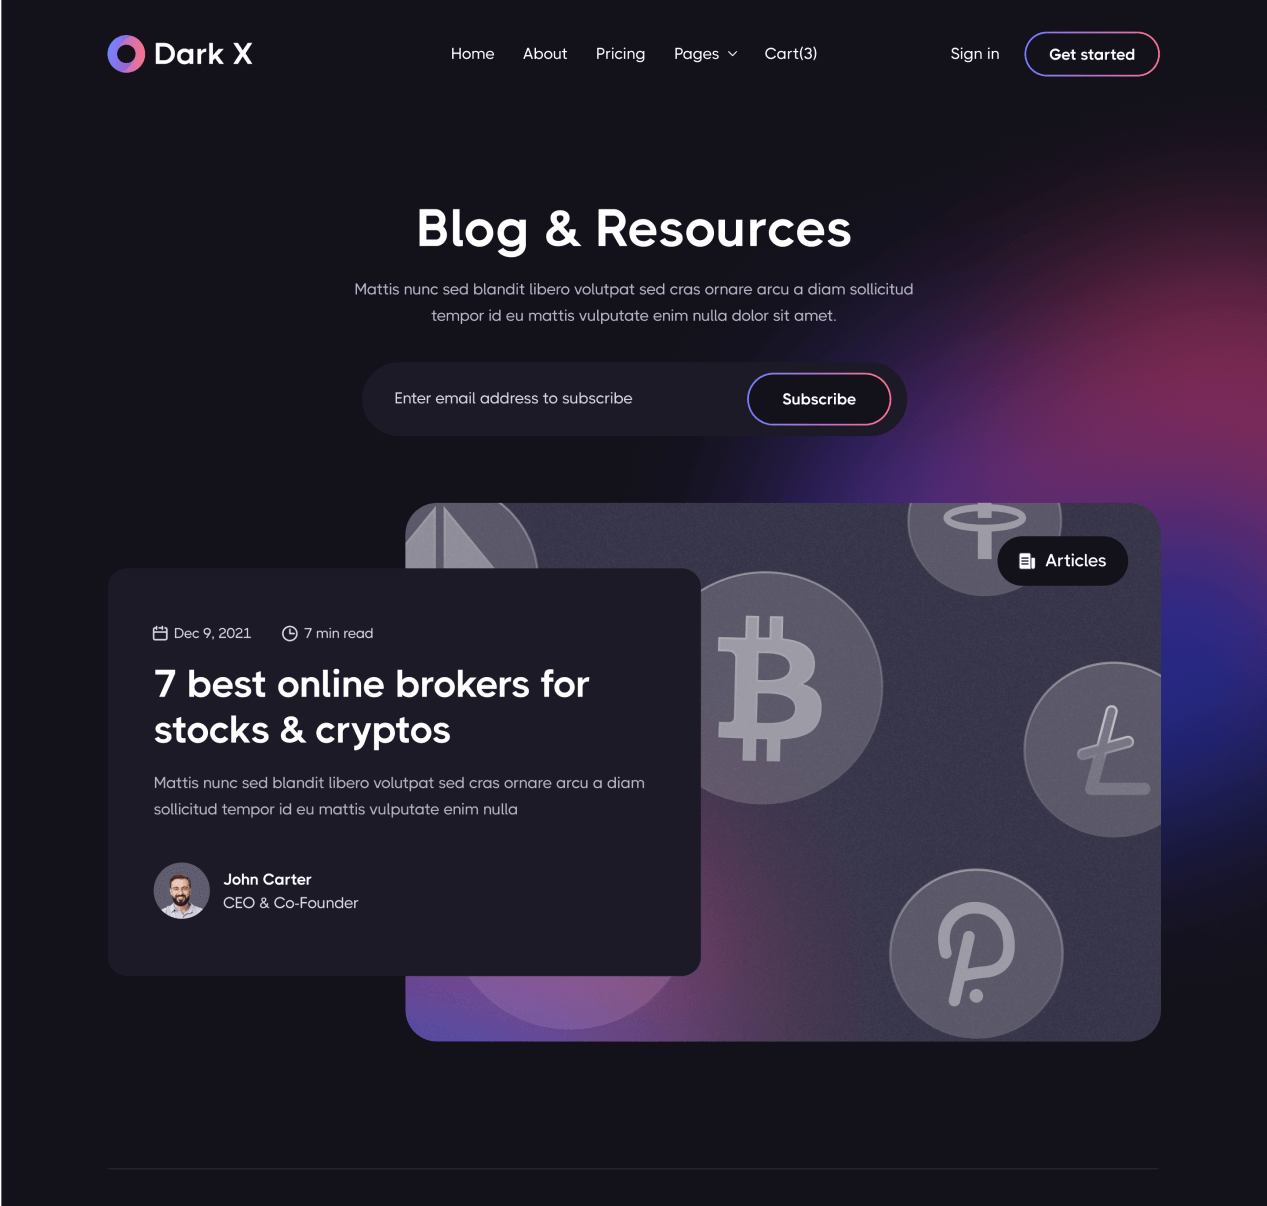 Dark X
Home
About
Pricing
Pages
Cart(3)
Sign in
Get started
Blog & Resources
Mattis nunc sed blandit libero volutpat sed cras ornare arcu a diam sollicitud
tempor id eu mattis vulputate enim nulla dolor sit amet.
Enter email address to subscribe
Subscribe
Articles
Dec 9, 2021
7 min read
7 best online brokers for
stocks & cryptos
Mattis nunc sed blandit libero volutpat sed cras ornare arcu a diam
sollicitud tempor id eu mattis vulputate enim nulla
John Carter
CEO & Co-Founder